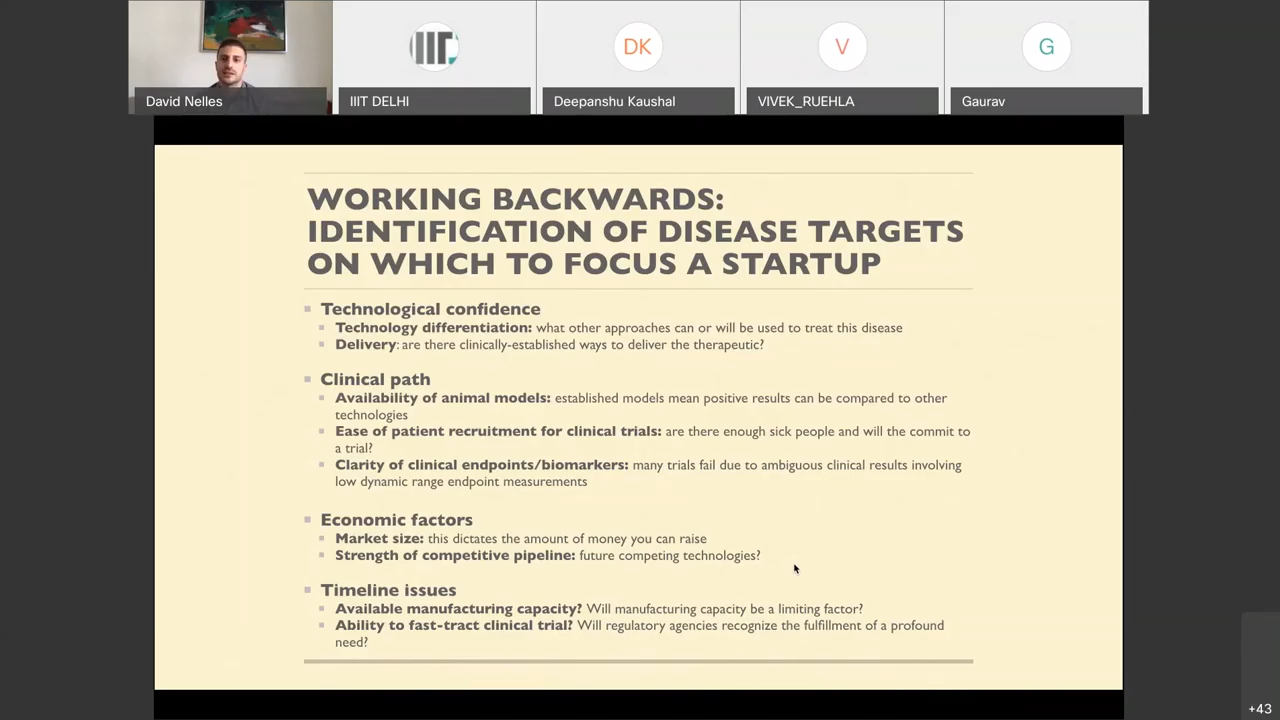 David Nelles
IIIT DELHI
DK
Deepanshu Kaushal
V
VIVEK_RUEHLA
G
Gaurav
WORKING BACKWARDS:
IDENTIFICATION OF DISEASE TARGETS
ON WHICH TO FOCUS A STARTUP
Technological confidence
Technology differentiation: what other approaches can or will be used to treat this disease
Delivery: are there clinically-established ways to deliver the therapeutic?
Clinical path
Availability of animal models: established models mean positive results can be compared to other
technologies
Ease of patient recruitment for clinical trials: are there enough sick people and will the commit to
a trial?
Clarity of clinical endpoints/biomarkers: many trials fail due to ambiguous clinical results involving
low dynamic range endpoint measurements
Economic factors
Market size: this dictates the amount of money you can raise
Strength of competitive pipeline: future competing technologies?
Timeline issues
Available manufacturing capacity? Will manufacturing capacity be a limiting factor?
Ability to fast-tract clinical trial? Will regulatory agencies recognize the fulfillment of a profound
need?
+43